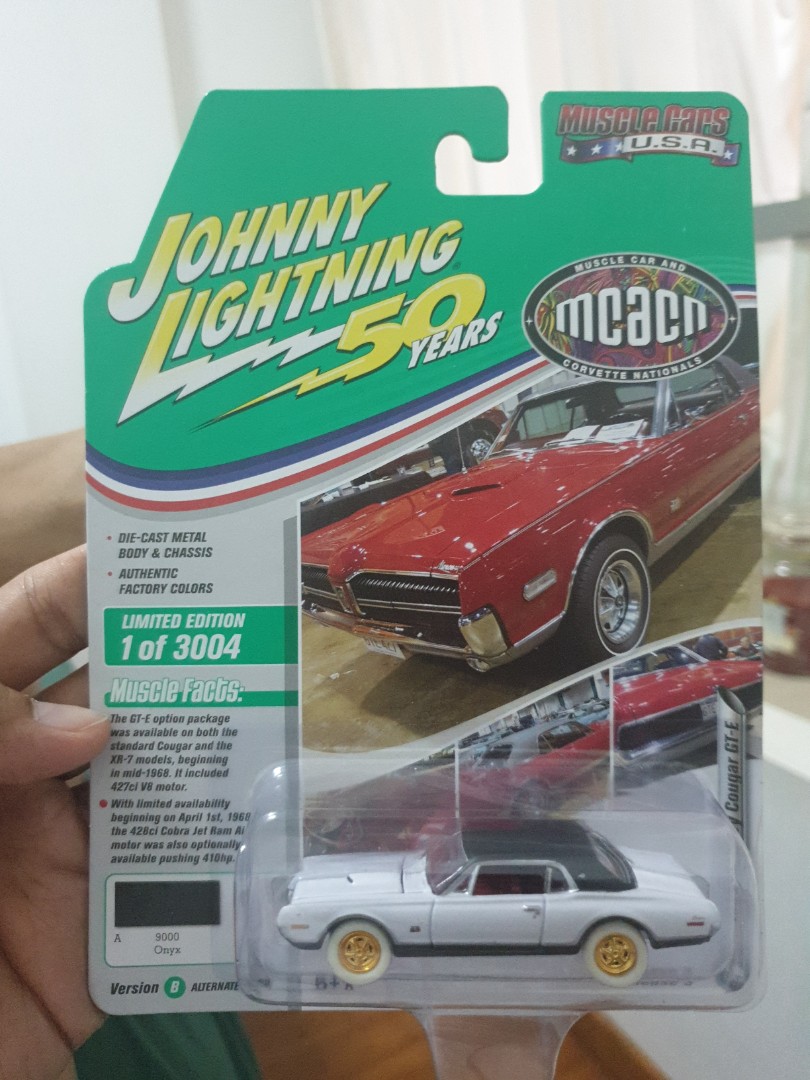 MUSCLE CARS
U.S.A.
JOHNNY
LIGHTNING
50
YEARS
MUSCLE CAR AND
mcacn
CORVETTE NATIONALS
• DIE-CAST METAL
BODY & CHASSIS
• AUTHENTIC
FACTORY COLORS
LIMITED EDITION
1 of 3004
Muscle Facts:
The GT-E option package
was available on both the
standard Cougar and the
XR-7 models, beginning
in mid-1968. It included
427ci V8 motor.
• With limited availability
beginning on April 1st, 1968
the 428ci Cobra Jet Ram
motor was also optionally
available pushing 410hp.
Cougar GT-E
A 9000
Onyx
Version B ALTERNATE